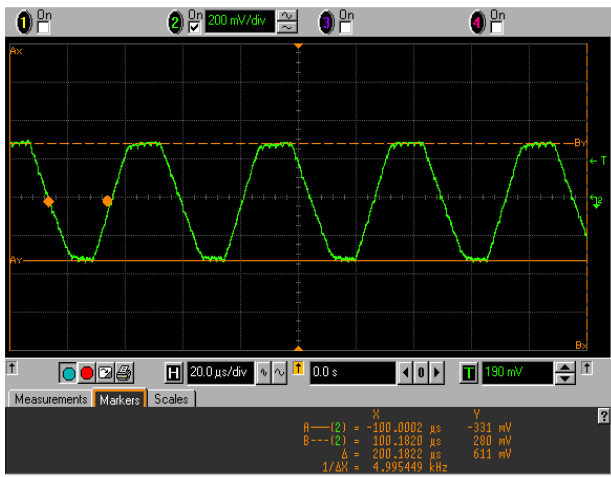 1 On 2 On 200 mV/div 3 On 4 On
Ax
By
T
2
Ay
Bx
H 20.0 µs/div 0.0 s 0 T 190 mV
Measurements Markers Scales
X Y ?
A——(2) = -100.0002 µs -331 mV
B---(2) = 100.1820 µs 280 mV
Δ = 200.1822 µs 611 mV
1/ΔX = 4.995449 kHz